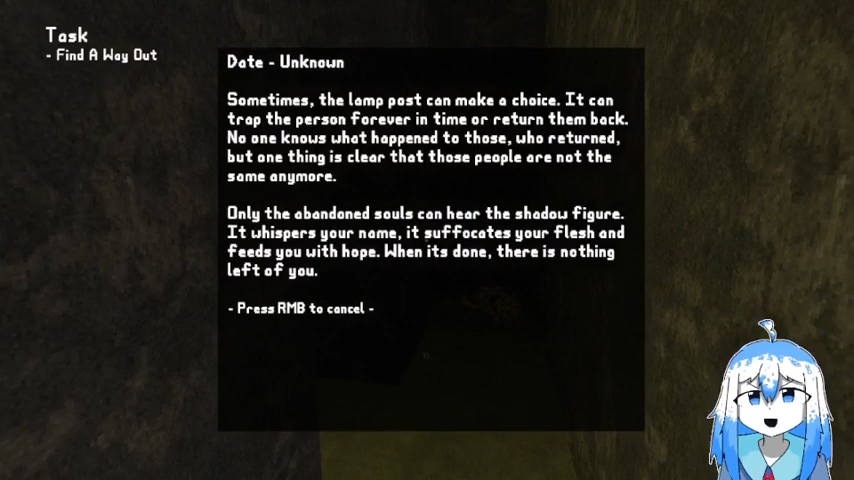 Task
- Find A Way Out
Date - Unknown
Sometimes, the lamp post can make a choice. It can
trap the person forever in time or return them back.
No one knows what happened to those, who returned,
but one thing is clear that those people are not the
same anymore.
Only the abandoned souls can hear the shadow figure.
It whispers your name, it suffocates your flesh and
feeds you with hope. When its done, there is nothing
left of you.
- Press RMB to cancel -